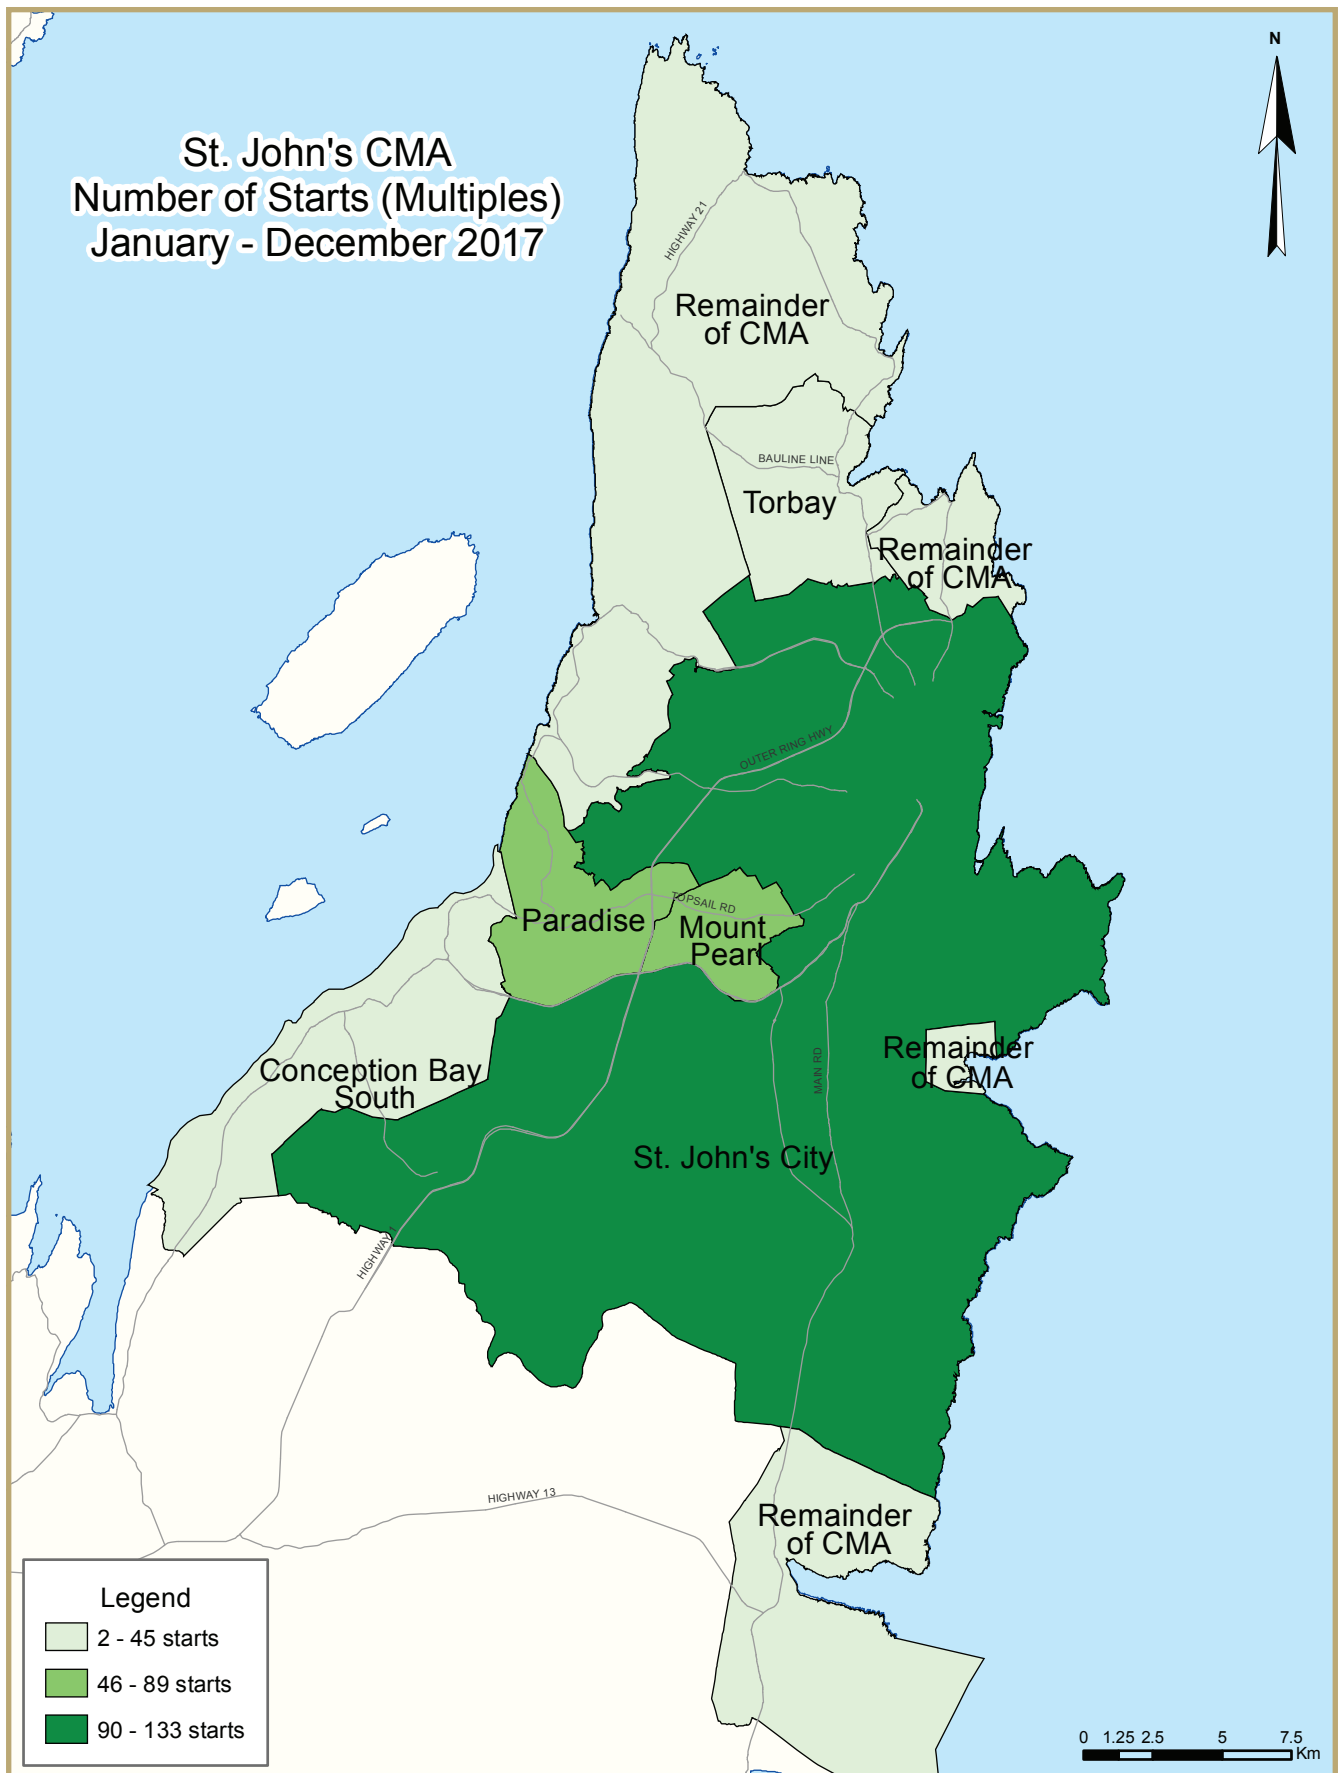 N
St. John's CMA
Number of Starts (Multiples)
January - December 2017
HIGHWAY 21
Remainder
of CMA
BAULINE LINE
Torbay
Remainder
of CMA
OUTER RING HWY
TOPSAIL RD
Paradise
Mount
Pearl
Remainder
of CMA
Conception Bay
South
MAIN RD
St. John's City
HIGHWAY 1
HIGHWAY 13
Remainder
of CMA
Legend
2 - 45 starts
46 - 89 starts
90 - 133 starts
0 1.25 2.5 5 7.5
Km